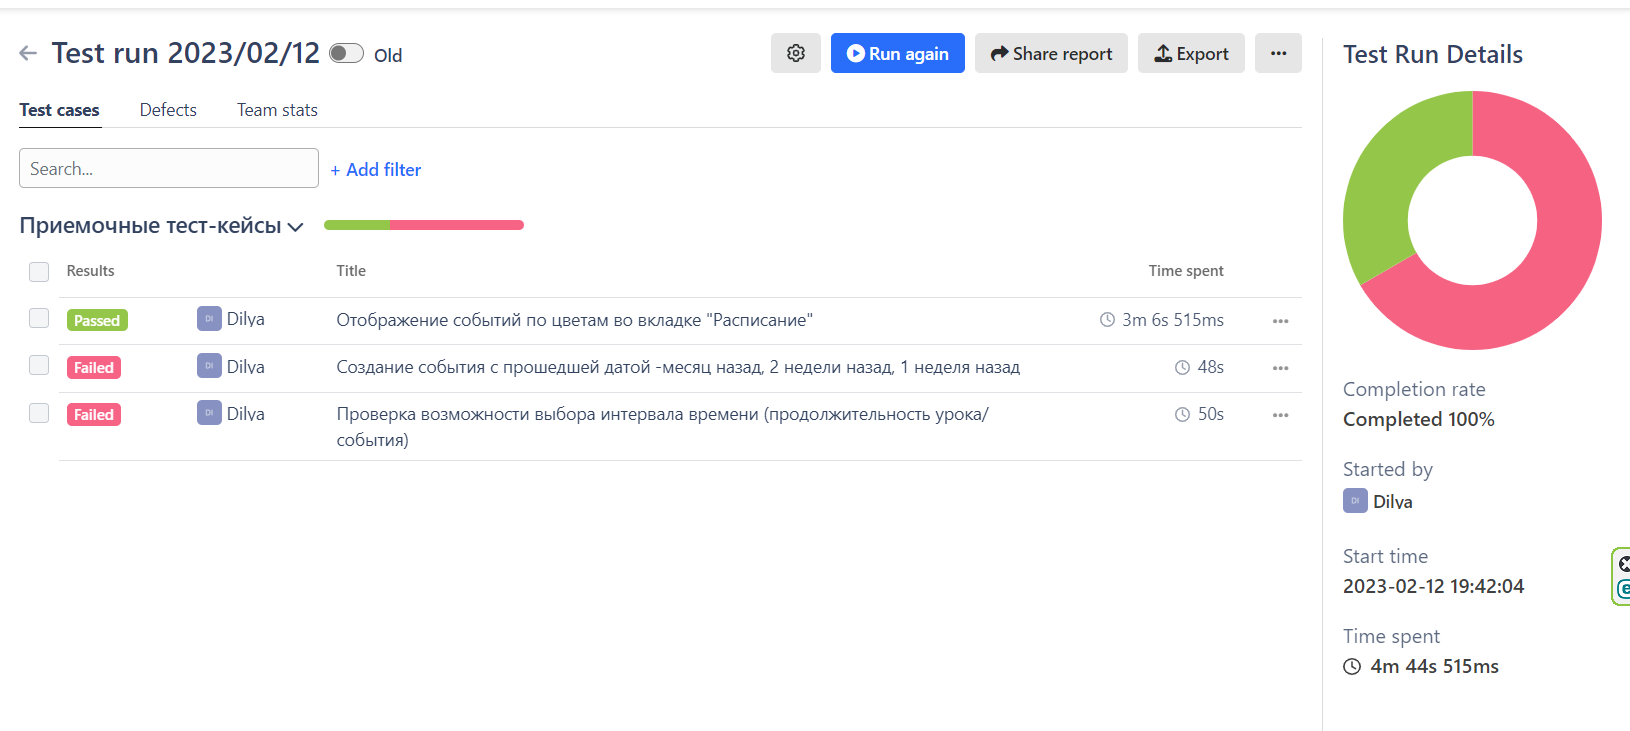 Test run 2023/02/12 Old
Run again
Share report
Export
Test cases Defects Team stats
Search...
+ Add filter
Приемочные тест-кейсы
Results Title Time spent
Passed DI Dilya Отображение событий по цветам во вкладке "Расписание" 3m 6s 515ms
Failed DI Dilya Создание события с прошедшей датой -месяц назад, 2 недели назад, 1 неделя назад 48s
Failed DI Dilya Проверка возможности выбора интервала времени (продолжительность урока/
события) 50s
Test Run Details
Completion rate
Completed 100%
Started by
DI Dilya
Start time
2023-02-12 19:42:04
Time spent
4m 44s 515ms